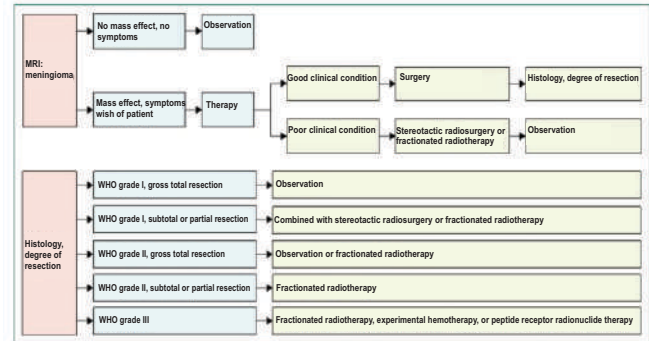 No mass effect, no
symptoms
Observation
MRI:
meningioma
Mass effect, symptoms
wish of patient
Therapy
Good clinical condition
Surgery
Histology, degree of resection
Poor clinical condition
Stereotactic radiosurgery or
fractionated radiotherapy
Observation
Histology,
degree of
resection
WHO grade I, gross total resection
Observation
WHO grade I, subtotal or partial resection
Combined with stereotactic radiosurgery or fractionated radiotherapy
WHO grade II, gross total resection
Observation or fractionated radiotherapy
WHO grade II, subtotal or partial resection
Fractionated radiotherapy
WHO grade III
Fractionated radiotherapy, experimental hemotherapy, or peptide receptor radionuclide therapy